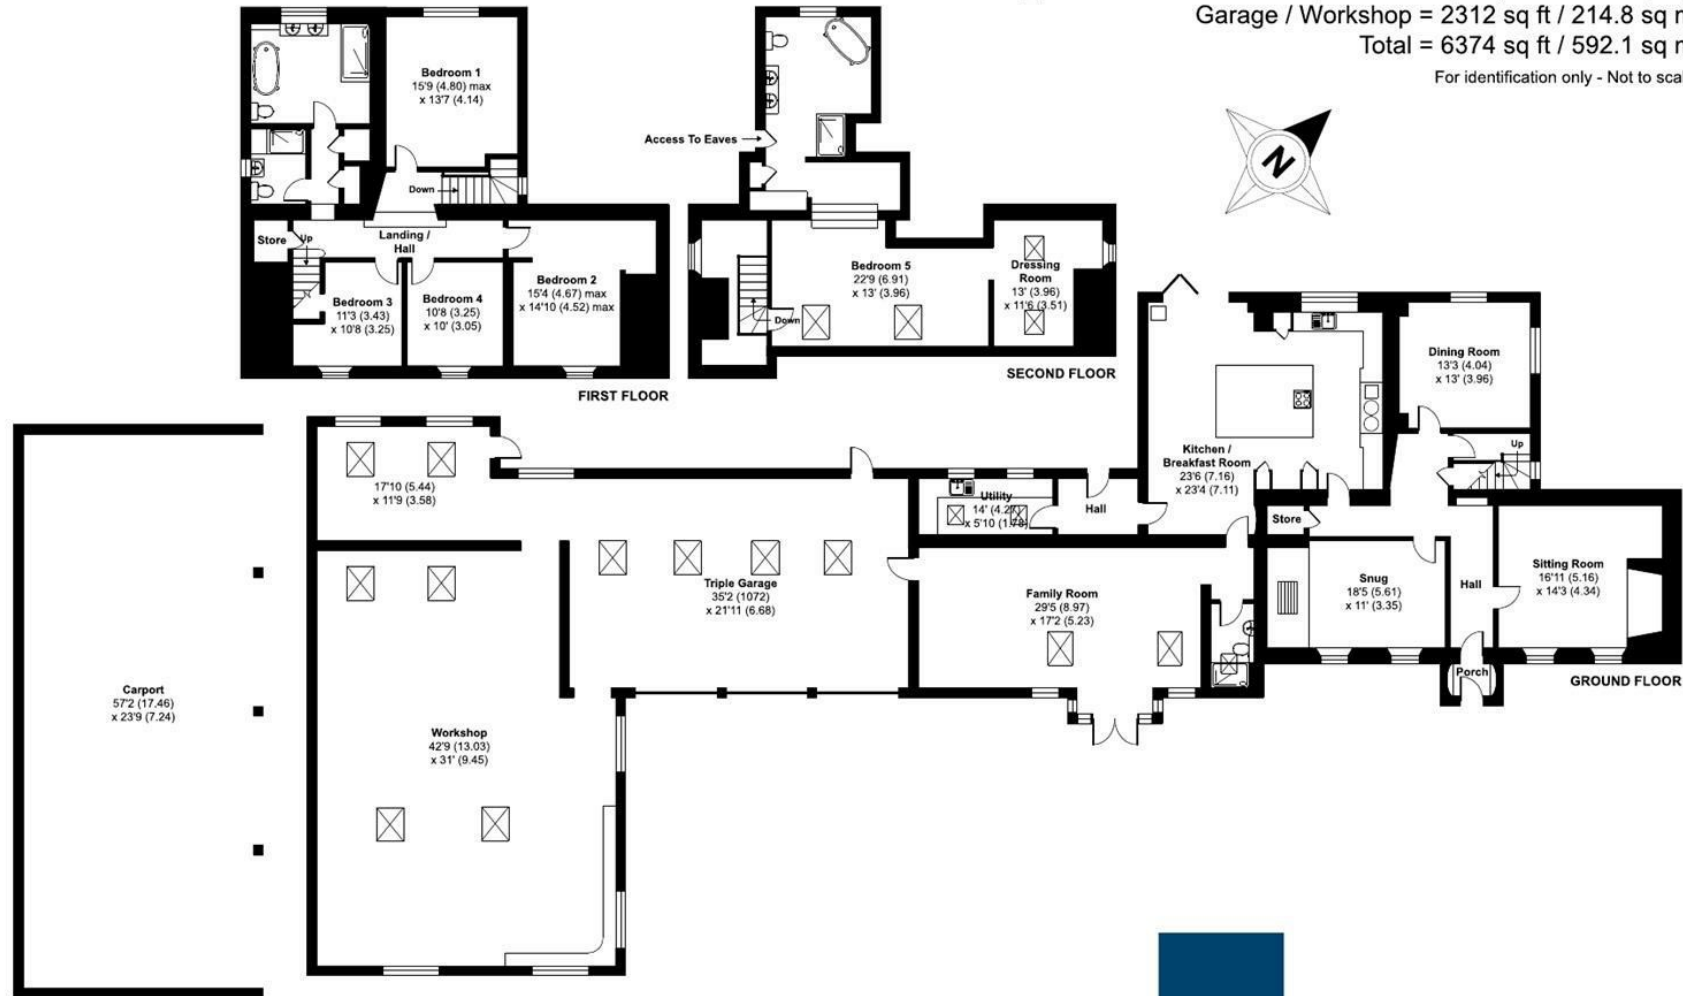 Garage / Workshop = 2312 sq ft / 214.8 sq m
Total = 6374 sq ft / 592.1 sq m
For identification only - Not to scal
N
Bedroom 1
15'9 (4.80) max
x 13'7 (4.14)
Down
Landing /
Hall
Store
Up
Bedroom 2
15'4 (4.67) max
x 14'10 (4.52) max
Bedroom 3
11'3 (3.43)
x 10'8 (3.25)
Bedroom 4
10'8 (3.25)
x 10' (3.05)
FIRST FLOOR
Access To Eaves
Bedroom 5
22'9 (6.91)
x 13' (3.96)
Dressing
Room
13' (3.96)
x 11'6 (3.51)
Down
SECOND FLOOR
Dining Room
13'3 (4.04)
x 13' (3.96)
Kitchen /
Breakfast Room
23'6 (7.16)
x 23'4 (7.11)
Up
17'10 (5.44)
x 11'9 (3.58)
Utility
14' (4.27)
x 5'10 (1.78)
Hall
Store
Triple Garage
35'2 (1072)
x 21'11 (6.68)
Family Room
29'5 (8.97)
x 17'2 (5.23)
Snug
18'5 (5.61)
x 11' (3.35)
Hall
Sitting Room
16'11 (5.16)
x 14'3 (4.34)
Porch
GROUND FLOOR
Carport
57'2 (17.46)
x 23'9 (7.24)
Workshop
42'9 (13.03)
x 31' (9.45)